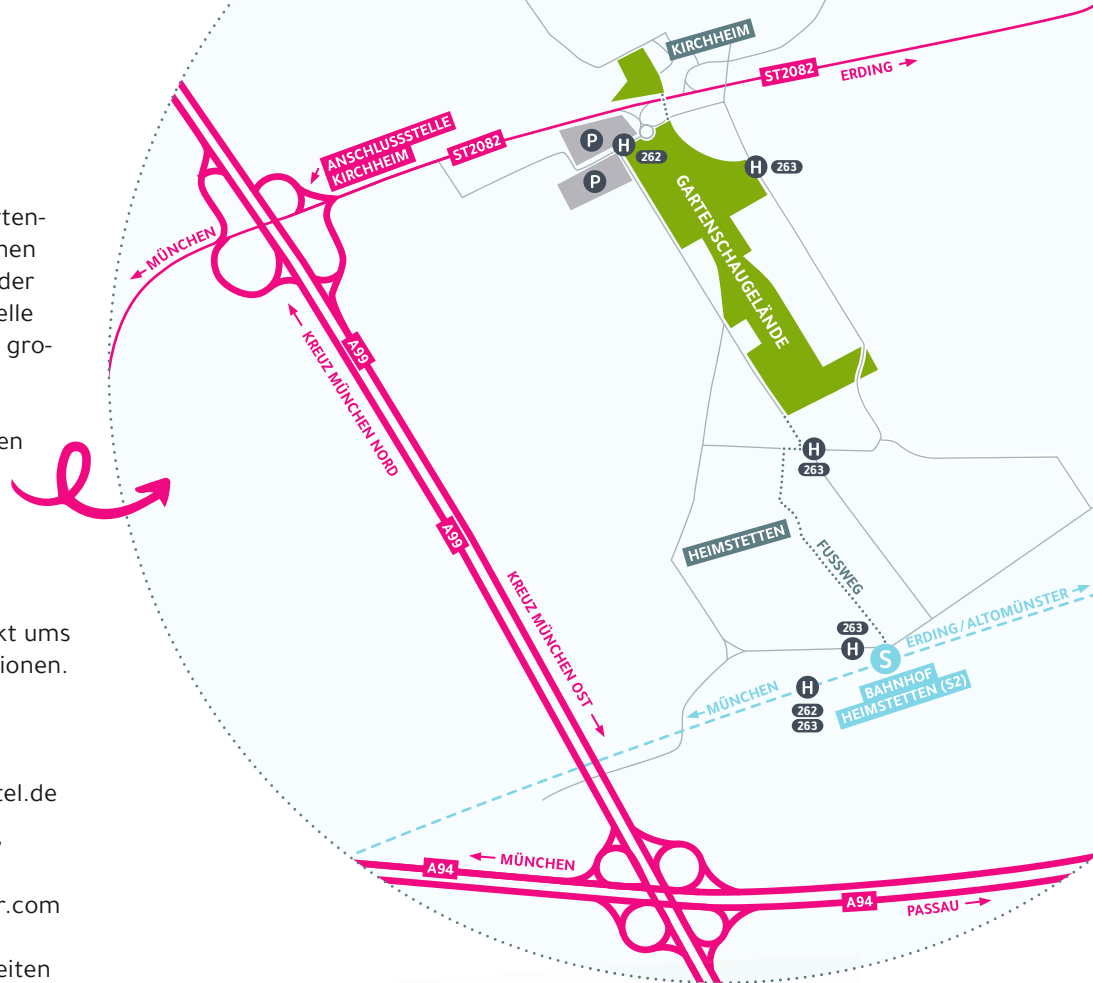 rten-
nen
der
elle
gro-
en
kt ums
ionen.
tel.de
r.com
eiten
KIRCHHEIM
ST2082
ERDING
ANSCHLUSSSTELLE
KIRCHHEIM
ST2082
P
H
262
P
H
263
MÜNCHEN
GARTENSCHAUGELÄNDE
A99
KREUZ MÜNCHEN NORD
H
263
A99
HEIMSTETTEN
FUSSWEG
KREUZ MÜNCHEN OST
263
H
ERDING/ALTOMÜNSTER
S
BAHNHOF
HEIMSTETTEN (S2)
MÜNCHEN
H
262
263
A94
MÜNCHEN
A94
PASSAU